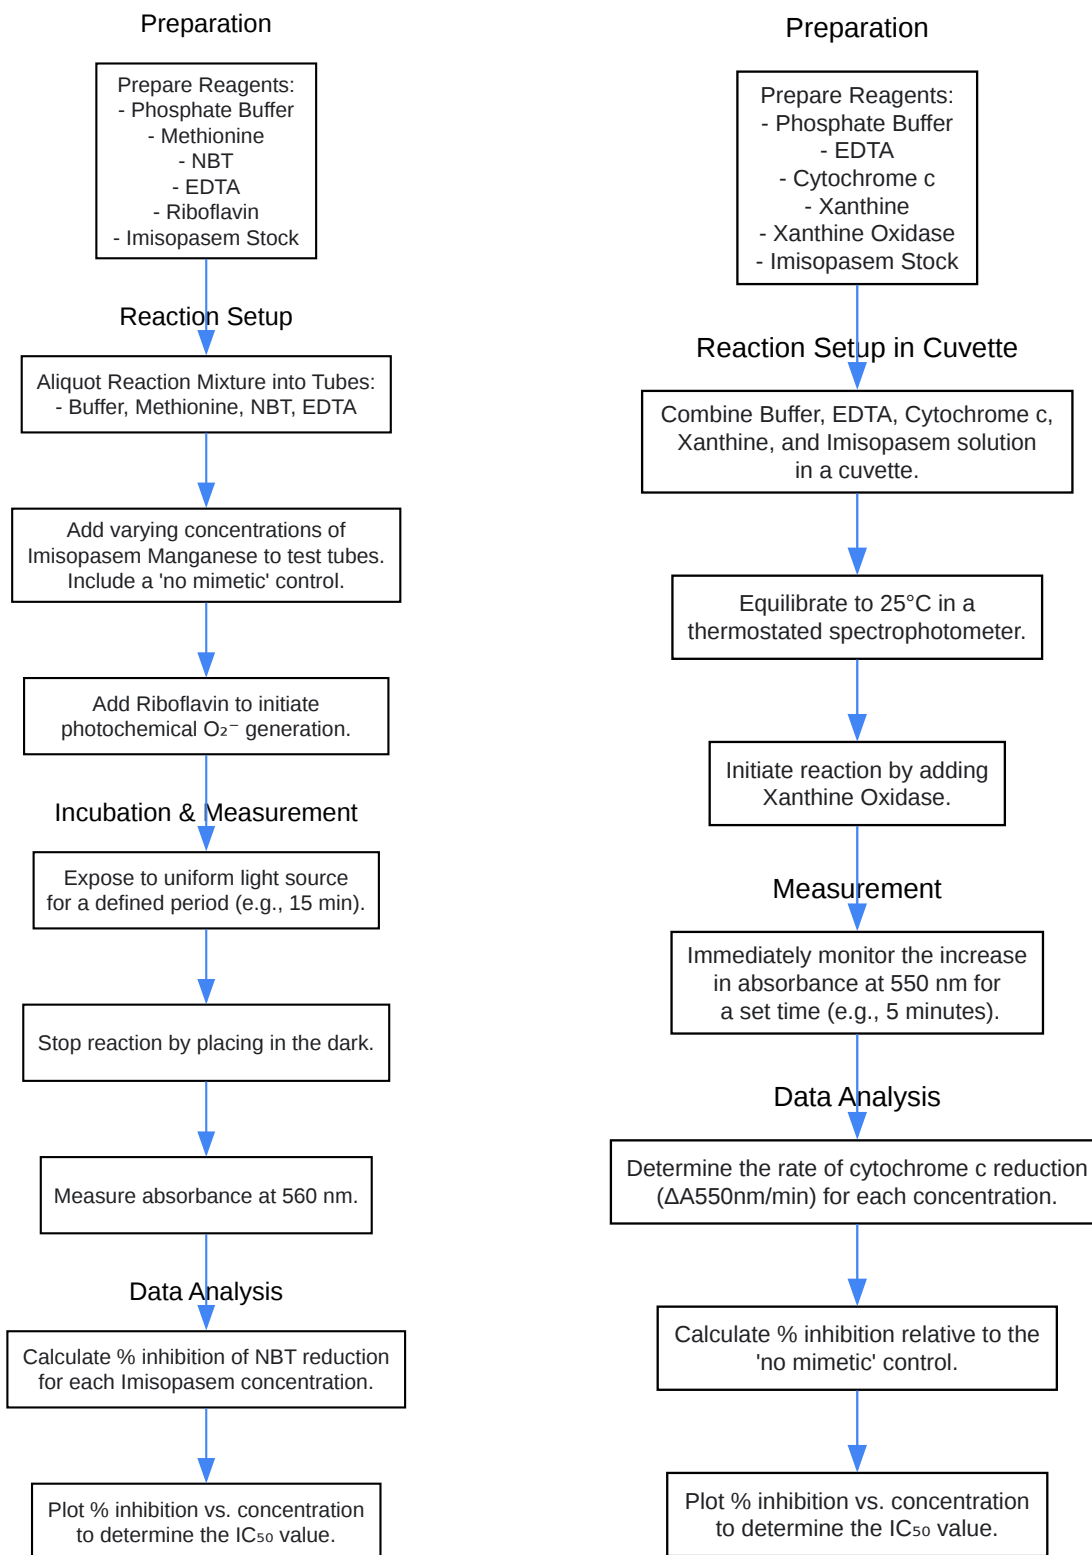 Preparation
Prepare Reagents:
- Phosphate Buffer
- Methionine
- NBT
- EDTA
- Riboflavin
- Imisopasem Stock
Reaction Setup
Aliquot Reaction Mixture into Tubes:
- Buffer, Methionine, NBT, EDTA
Add varying concentrations of
Imisopasem Manganese to test tubes.
Include a 'no mimetic' control.
Add Riboflavin to initiate
photochemical O₂⁻ generation.
Incubation & Measurement
Expose to uniform light source
for a defined period (e.g., 15 min).
Stop reaction by placing in the dark.
Measure absorbance at 560 nm.
Data Analysis
Calculate % inhibition of NBT reduction
for each Imisopasem concentration.
Plot % inhibition vs. concentration
to determine the IC₅₀ value.
Preparation
Prepare Reagents:
- Phosphate Buffer
- EDTA
- Cytochrome c
- Xanthine
- Xanthine Oxidase
- Imisopasem Stock
Reaction Setup in Cuvette
Combine Buffer, EDTA, Cytochrome c,
Xanthine, and Imisopasem solution
in a cuvette.
Equilibrate to 25°C in a
thermostated spectrophotometer.
Initiate reaction by adding
Xanthine Oxidase.
Measurement
Immediately monitor the increase
in absorbance at 550 nm for
a set time (e.g., 5 minutes).
Data Analysis
Determine the rate of cytochrome c reduction
(ΔA550nm/min) for each concentration.
Calculate % inhibition relative to the
'no mimetic' control.
Plot % inhibition vs. concentration
to determine the IC₅₀ value.